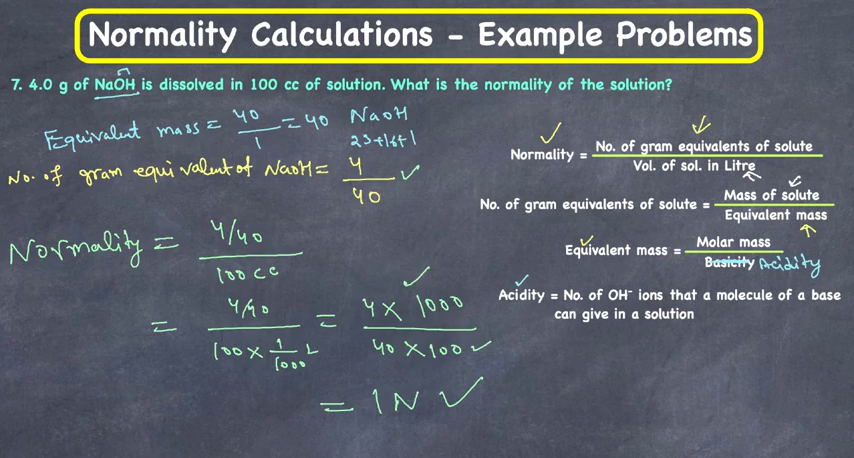 Normality Calculations - Example Problems
7. 4.0 g of NaOH is dissolved in 100 cc of solution. What is the normality of the solution?
Equivalent mass = 40/1 = 40 NaOH
23+16+1
No. of gram equivalent of NaOH = 4/40
Normality = 4/40 / 100 cc
= 4/40 / 100 × 1/1000 L = 4 × 1000 / 40 × 100
= 1N
Normality = No. of gram equivalents of solute / Vol. of sol. in Litre
No. of gram equivalents of solute = Mass of solute / Equivalent mass
Equivalent mass = Molar mass / Basicity Acidity
Acidity = No. of OH⁻ ions that a molecule of a base
can give in a solution